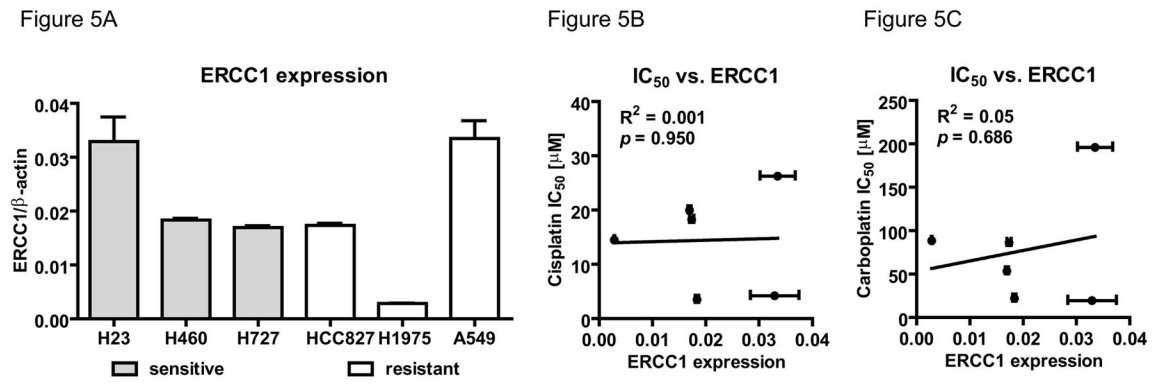 Figure 5A
Figure 5B
Figure 5C
ERCC1 expression
ERCC1/β-actin
0.04
0.03
0.02
0.01
0.00
H23 H460 H727 HCC827 H1975 A549
sensitive resistant
IC50 vs. ERCC1
R2 = 0.001
p = 0.950
Cisplatin IC50 [μM]
40
30
20
10
0
0.00 0.01 0.02 0.03 0.04
ERCC1 expression
IC50 vs. ERCC1
R2 = 0.05
p = 0.686
Carboplatin IC50 [μM]
250
200
150
100
50
0
0.00 0.01 0.02 0.03 0.04
ERCC1 expression